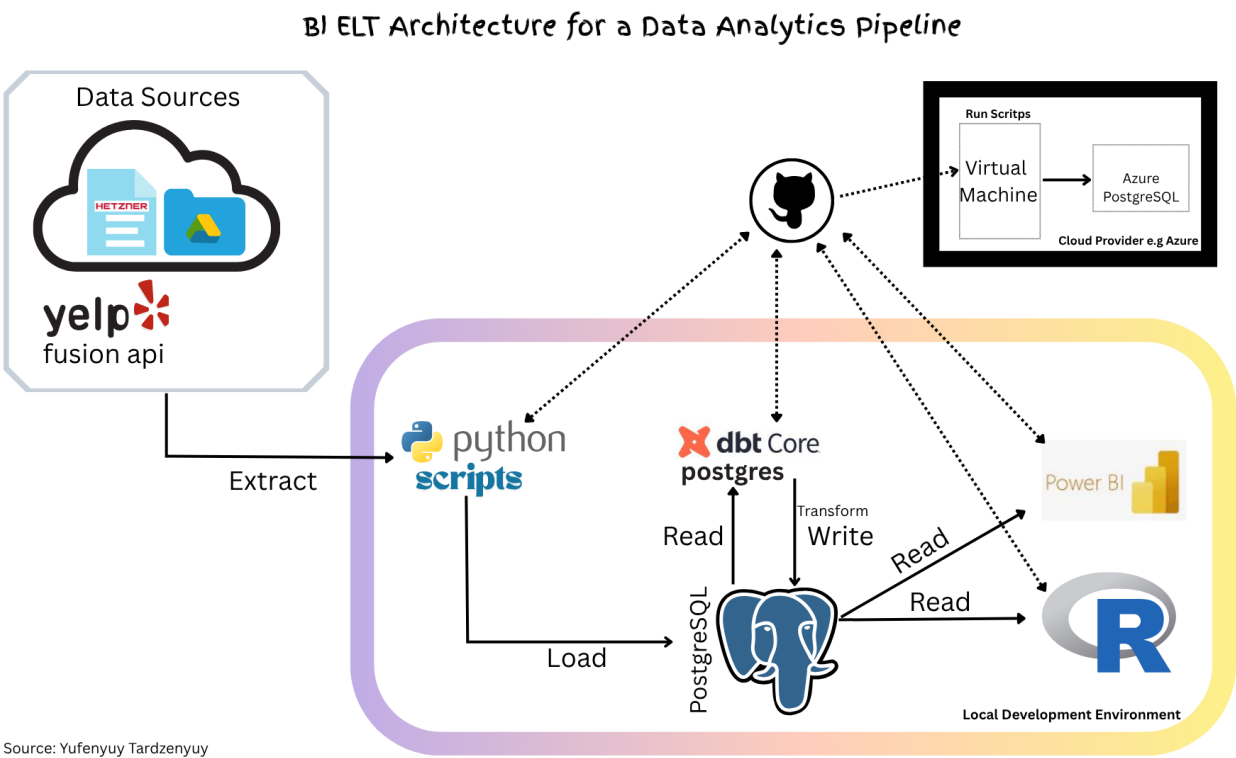 BI ELT Architecture for a Data Analytics Pipeline
Data Sources
HETZNER
yelp
fusion api
Run Scritps
Virtual
Machine
Azure
PostgreSQL
Cloud Provider e.g Azure
Extract
python
scripts
dbt Core
postgres
Read
Transform
Write
PostgreSQL
Load
Read
Read
Power BI
R
Local Development Environment
Source: Yufenyuy Tardzenyuy